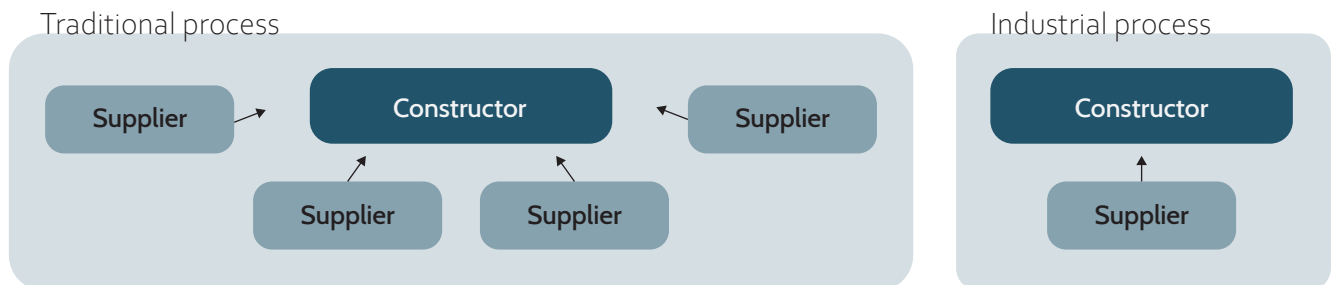 Traditional process
Industrial process
Supplier
Constructor
Supplier
Supplier
Supplier
Constructor
Supplier